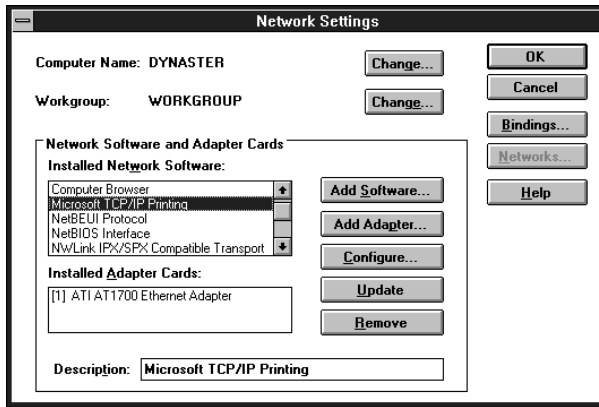 Network Settings
Computer Name: DYNASTER
Change...
Workgroup: WORKGROUP
Change...
OK
Cancel
Bindings...
Networks...
Help
Network Software and Adapter Cards
Installed Network Software:
Computer Browser
Microsoft TCP/IP Printing
NetBEUI Protocol
NetBIOS Interface
NWLink IPX/SPX Compatible Transport
Add Software...
Add Adapter...
Configure...
Update
Remove
Installed Adapter Cards:
[1] ATI AT1700 Ethernet Adapter
Description: Microsoft TCP/IP Printing